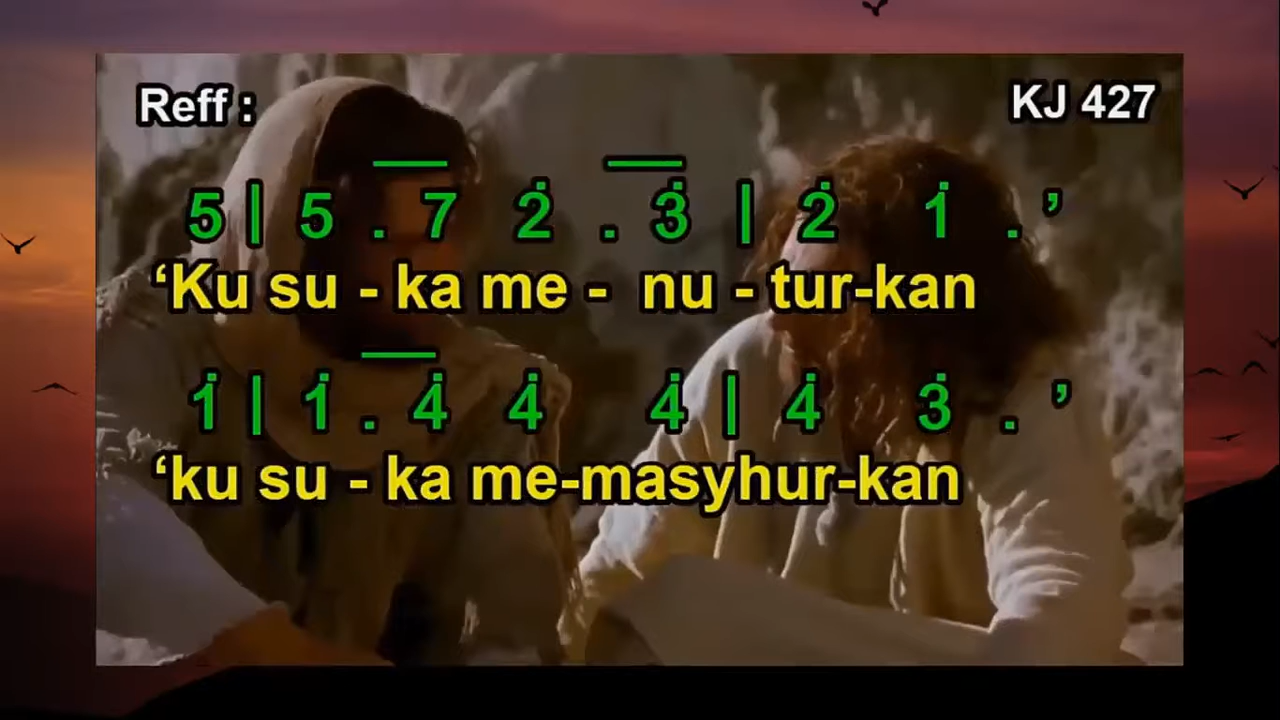 Reff : KJ 427
5 | 5 . 7 2̇ . 3̇ | 2̇ 1̇ . ’
‘Ku su - ka me - nu - tur-kan
1̇ | 1̇ . 4̇ 4̇ 4̇ | 4̇ 3̇ . ’
‘ku su - ka me-masyhur-kan